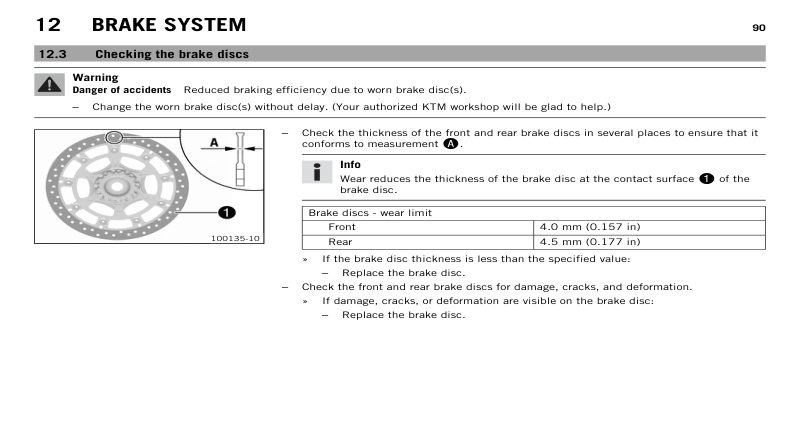 12 BRAKE SYSTEM 90
12.3 Checking the brake discs
Warning
Danger of accidents Reduced braking efficiency due to worn brake disc(s).
– Change the worn brake disc(s) without delay. (Your authorized KTM workshop will be glad to help.)
A
1
100135-10
– Check the thickness of the front and rear brake discs in several places to ensure that it
conforms to measurement A.
Info
Wear reduces the thickness of the brake disc at the contact surface 1 of the
brake disc.
Brake discs - wear limit
Front 4.0 mm (0.157 in)
Rear 4.5 mm (0.177 in)
» If the brake disc thickness is less than the specified value:
– Replace the brake disc.
– Check the front and rear brake discs for damage, cracks, and deformation.
» If damage, cracks, or deformation are visible on the brake disc:
– Replace the brake disc.